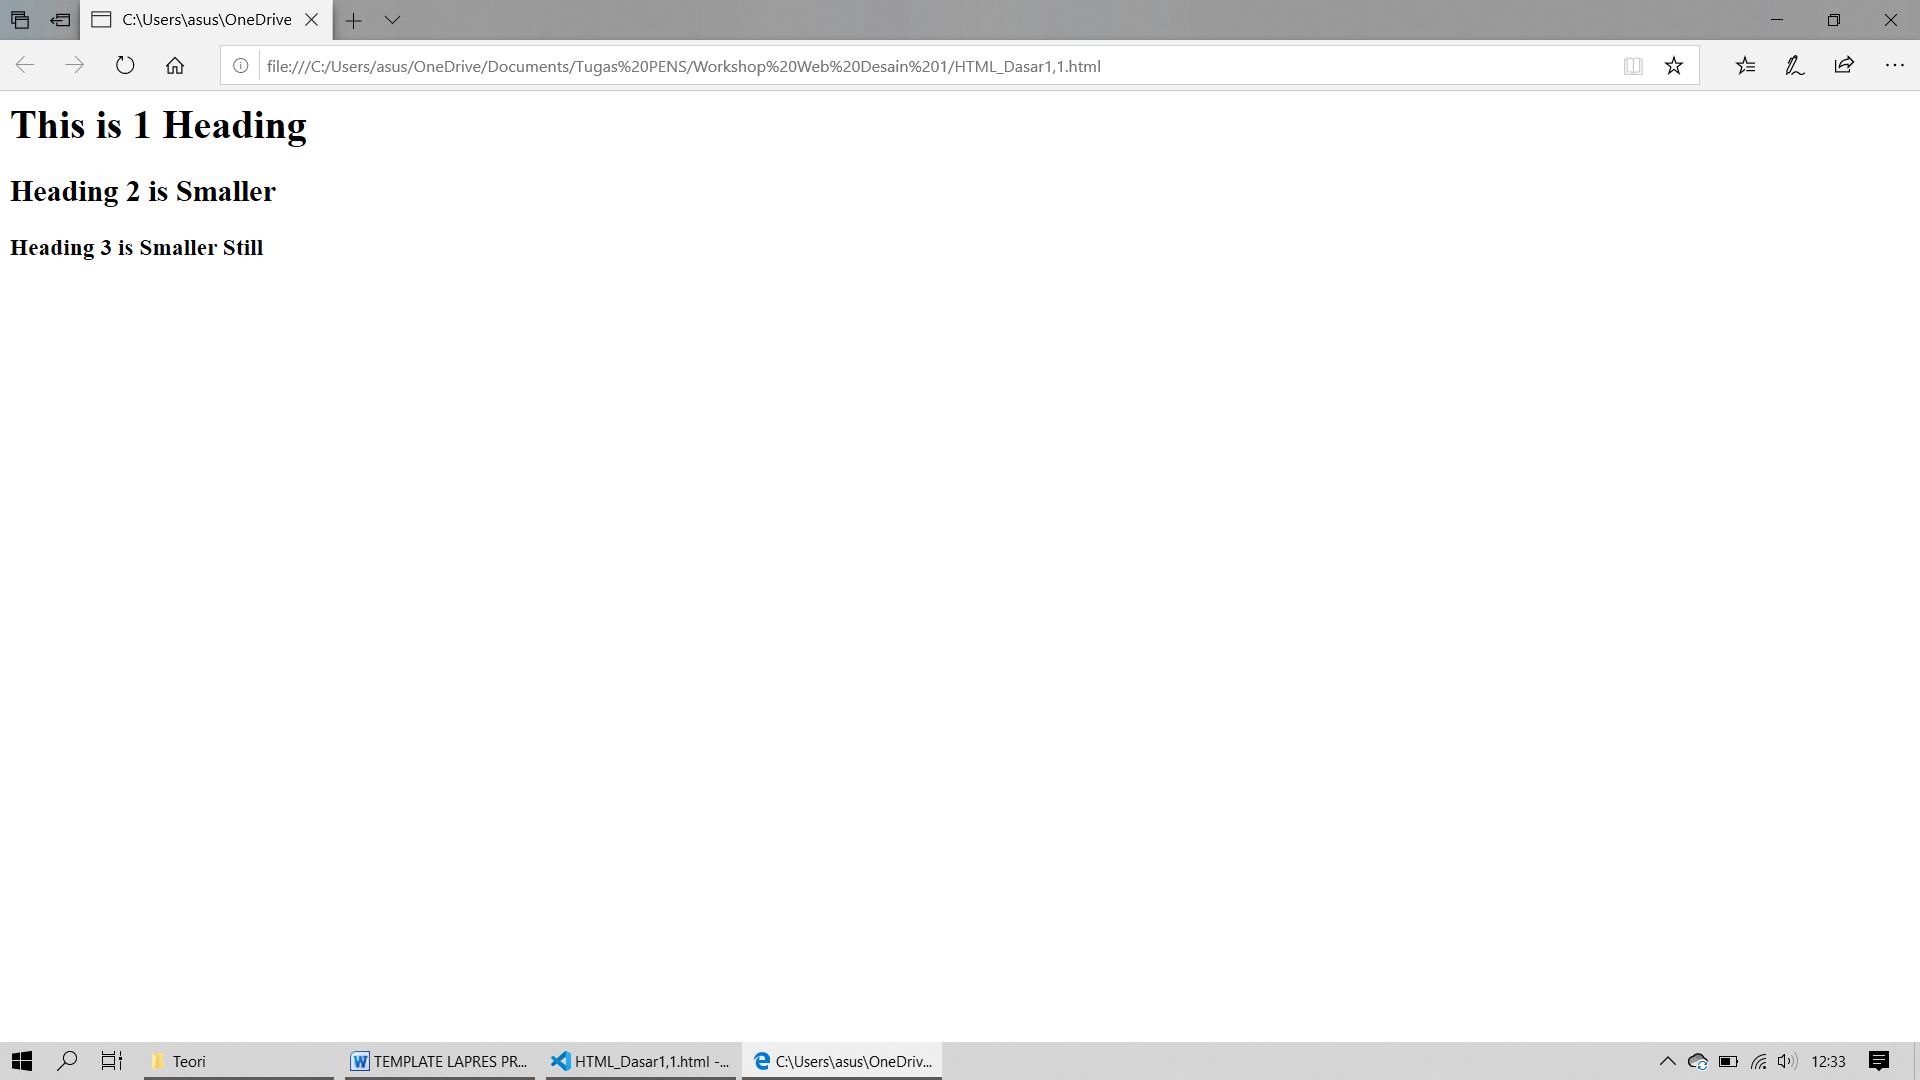 C:\Users\asus\OneDrive
file:///C:/Users/asus/OneDrive/Documents/Tugas%20PENS/Workshop%20Web%20Desain%201/HTML_Dasar1,1.html
This is 1 Heading
Heading 2 is Smaller
Heading 3 is Smaller Still
Teori
TEMPLATE LAPRES PR...
HTML_Dasar1,1.html -...
C:\Users\asus\OneDriv...
12:33